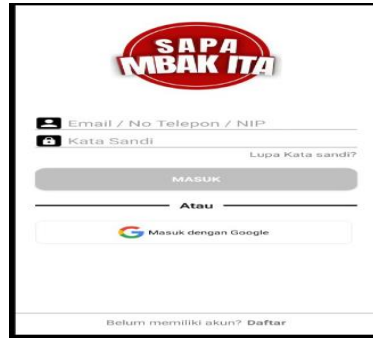 SAPA
MBAK ITA
Email / No Telepon / NIP
Kata Sandi
Lupa Kata sandi?
MASUK
Atau
Masuk dengan Google
Belum memiliki akun? Daftar